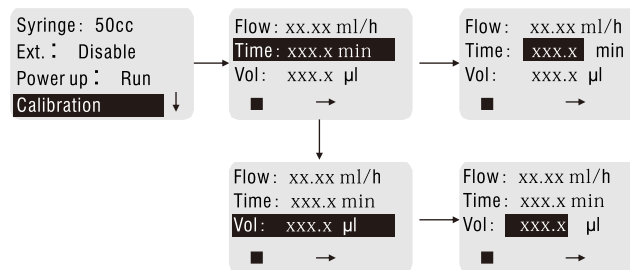 Syringe: 50cc
Ext.: Disable
Power up: Run
Calibration ↓
Flow: xx.xx ml/h
Time: xxx.x min
Vol: xxx.x µl
■ →
Flow: xx.xx ml/h
Time: xxx.x min
Vol: xxx.x µl
■ →
Flow: xx.xx ml/h
Time: xxx.x min
Vol: xxx.x µl
■ →
Flow: xx.xx ml/h
Time: xxx.x min
Vol: xxx.x µl
■ →